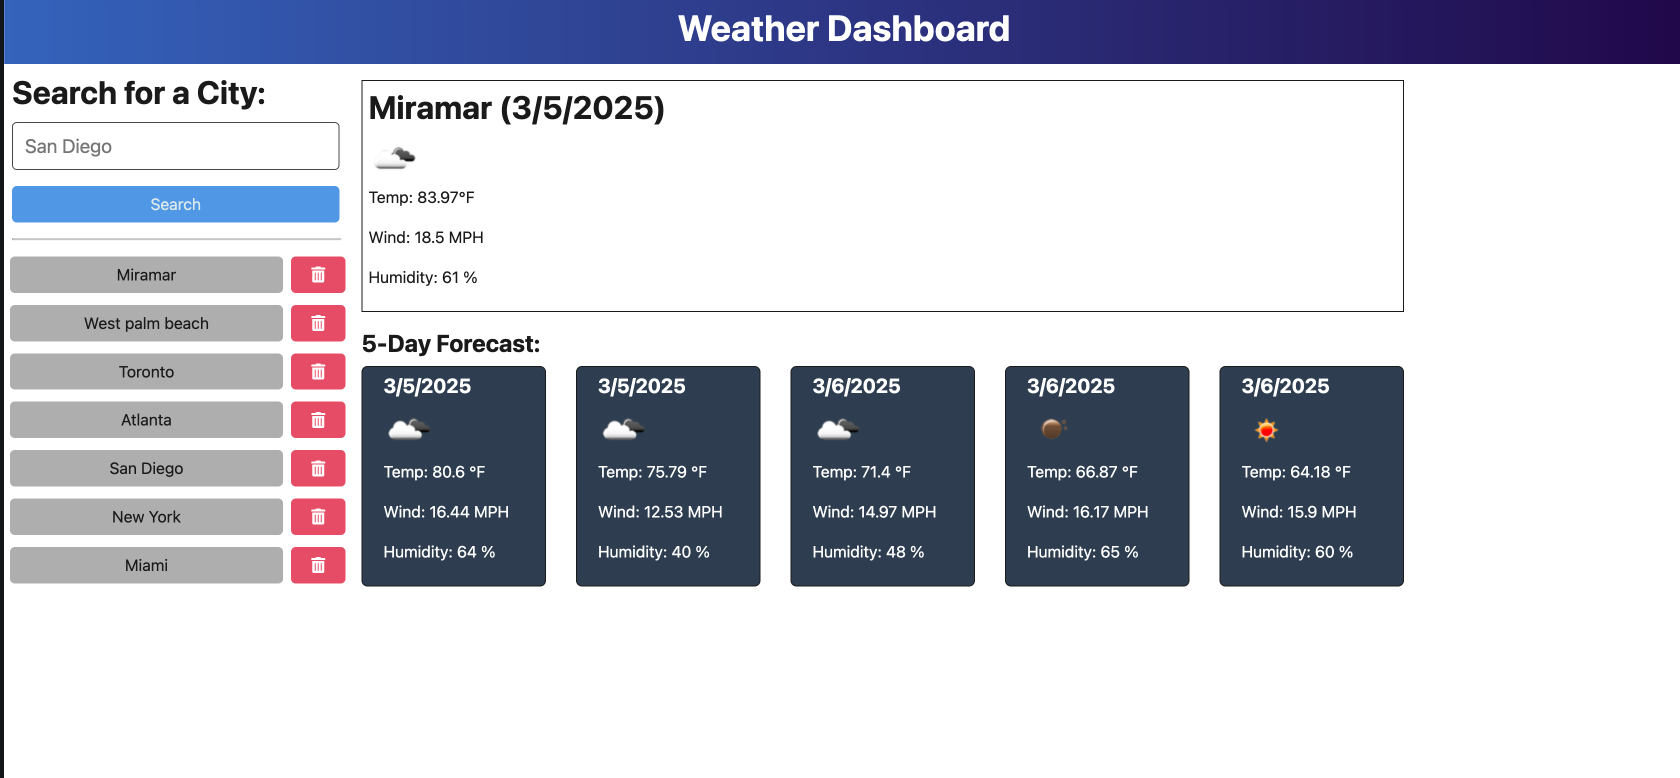 Weather Dashboard
Search for a City:
San Diego
Search
Miramar
West palm beach
Toronto
Atlanta
San Diego
New York
Miami
Miramar (3/5/2025)
Temp: 83.97°F
Wind: 18.5 MPH
Humidity: 61 %
5-Day Forecast:
3/5/2025
Temp: 80.6 °F
Wind: 16.44 MPH
Humidity: 64 %
3/5/2025
Temp: 75.79 °F
Wind: 12.53 MPH
Humidity: 40 %
3/6/2025
Temp: 71.4 °F
Wind: 14.97 MPH
Humidity: 48 %
3/6/2025
Temp: 66.87 °F
Wind: 16.17 MPH
Humidity: 65 %
3/6/2025
Temp: 64.18 °F
Wind: 15.9 MPH
Humidity: 60 %